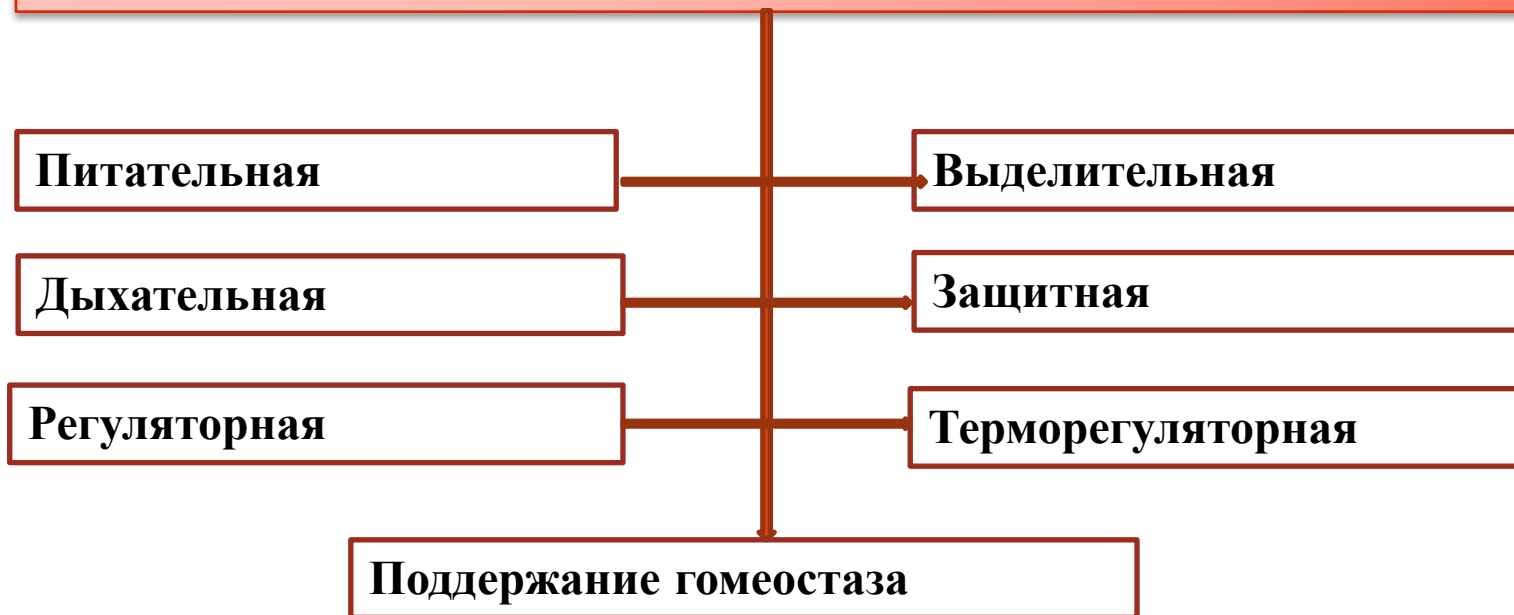 Питательная
Выделительная
Дыхательная
Защитная
Регуляторная
Терморегуляторная
Поддержание гомеостаза